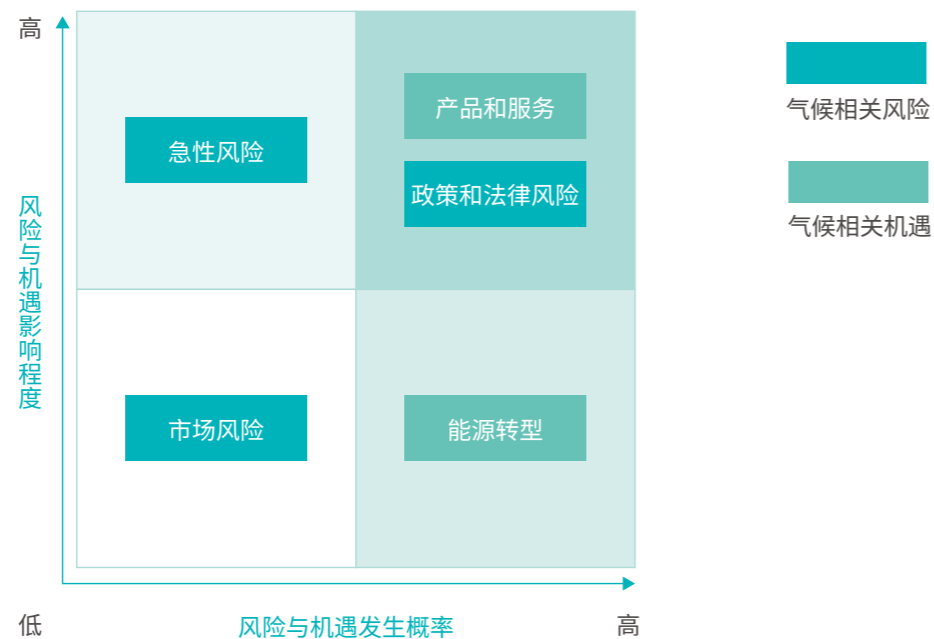 高
风险与机遇影响程度
急性风险
产品和服务
政策和法律风险
市场风险
能源转型
低
风险与机遇发生概率
高
气候相关风险
气候相关机遇